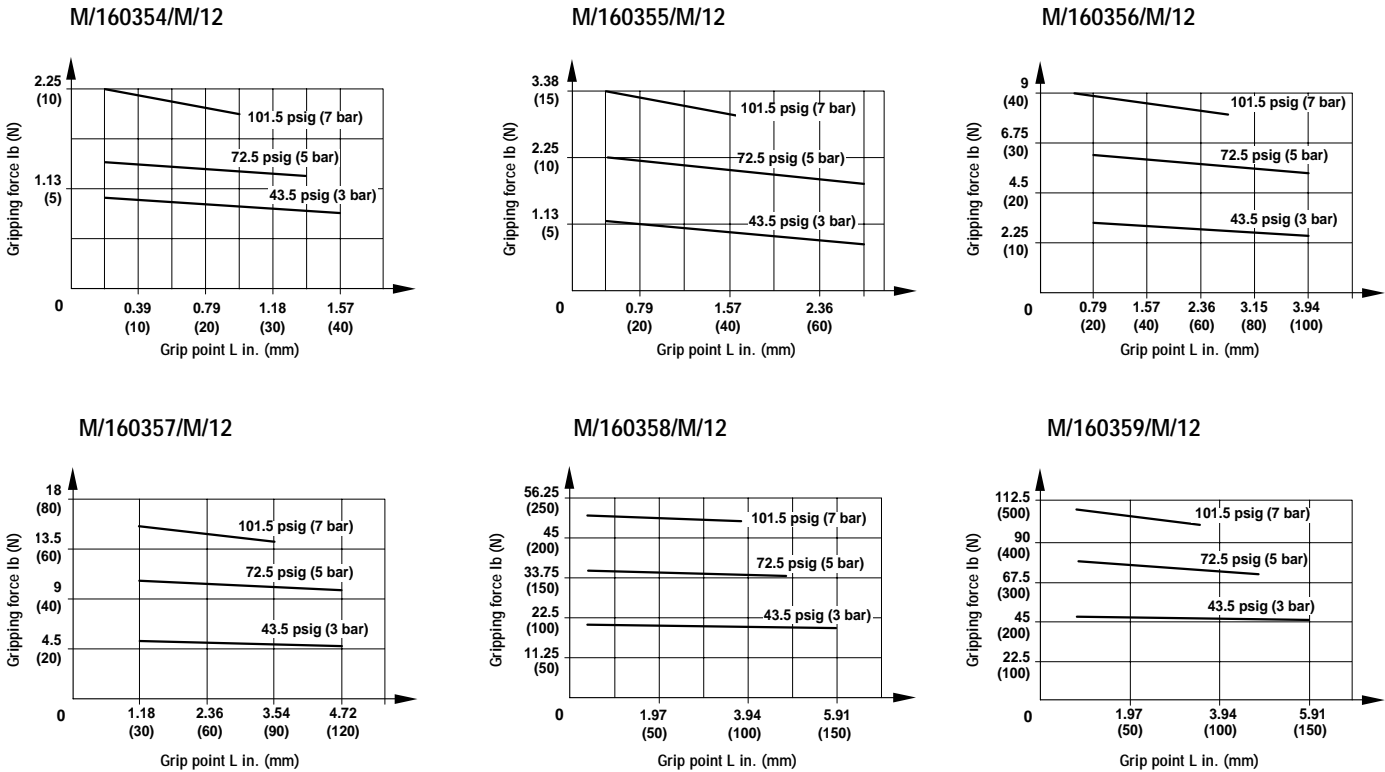 M/160354/M/12
2.25
(10)
1.13
(5)
0
Gripping force lb (N)
101.5 psig (7 bar)
72.5 psig (5 bar)
43.5 psig (3 bar)
0.39 0.79 1.18 1.57
(10) (20) (30) (40)
Grip point L in. (mm)
M/160355/M/12
3.38
(15)
2.25
(10)
1.13
(5)
0
Gripping force lb (N)
101.5 psig (7 bar)
72.5 psig (5 bar)
43.5 psig (3 bar)
0.79 1.57 2.36
(20) (40) (60)
Grip point L in. (mm)
M/160356/M/12
9
(40)
6.75
(30)
4.5
(20)
2.25
(10)
0
Gripping force lb (N)
101.5 psig (7 bar)
72.5 psig (5 bar)
43.5 psig (3 bar)
0.79 1.57 2.36 3.15 3.94
(20) (40) (60) (80) (100)
Grip point L in. (mm)
M/160357/M/12
18
(80)
13.5
(60)
9
(40)
4.5
(20)
0
Gripping force lb (N)
101.5 psig (7 bar)
72.5 psig (5 bar)
43.5 psig (3 bar)
1.18 2.36 3.54 4.72
(30) (60) (90) (120)
Grip point L in. (mm)
M/160358/M/12
56.25
(250)
45
(200)
33.75
(150)
22.5
(100)
11.25
(50)
0
Gripping force lb (N)
101.5 psig (7 bar)
72.5 psig (5 bar)
43.5 psig (3 bar)
1.97 3.94 5.91
(50) (100) (150)
Grip point L in. (mm)
M/160359/M/12
112.5
(500)
90
(400)
67.5
(300)
45
(200)
22.5
(100)
0
Gripping force lb (N)
101.5 psig (7 bar)
72.5 psig (5 bar)
43.5 psig (3 bar)
1.97 3.94 5.91
(50) (100) (150)
Grip point L in. (mm)